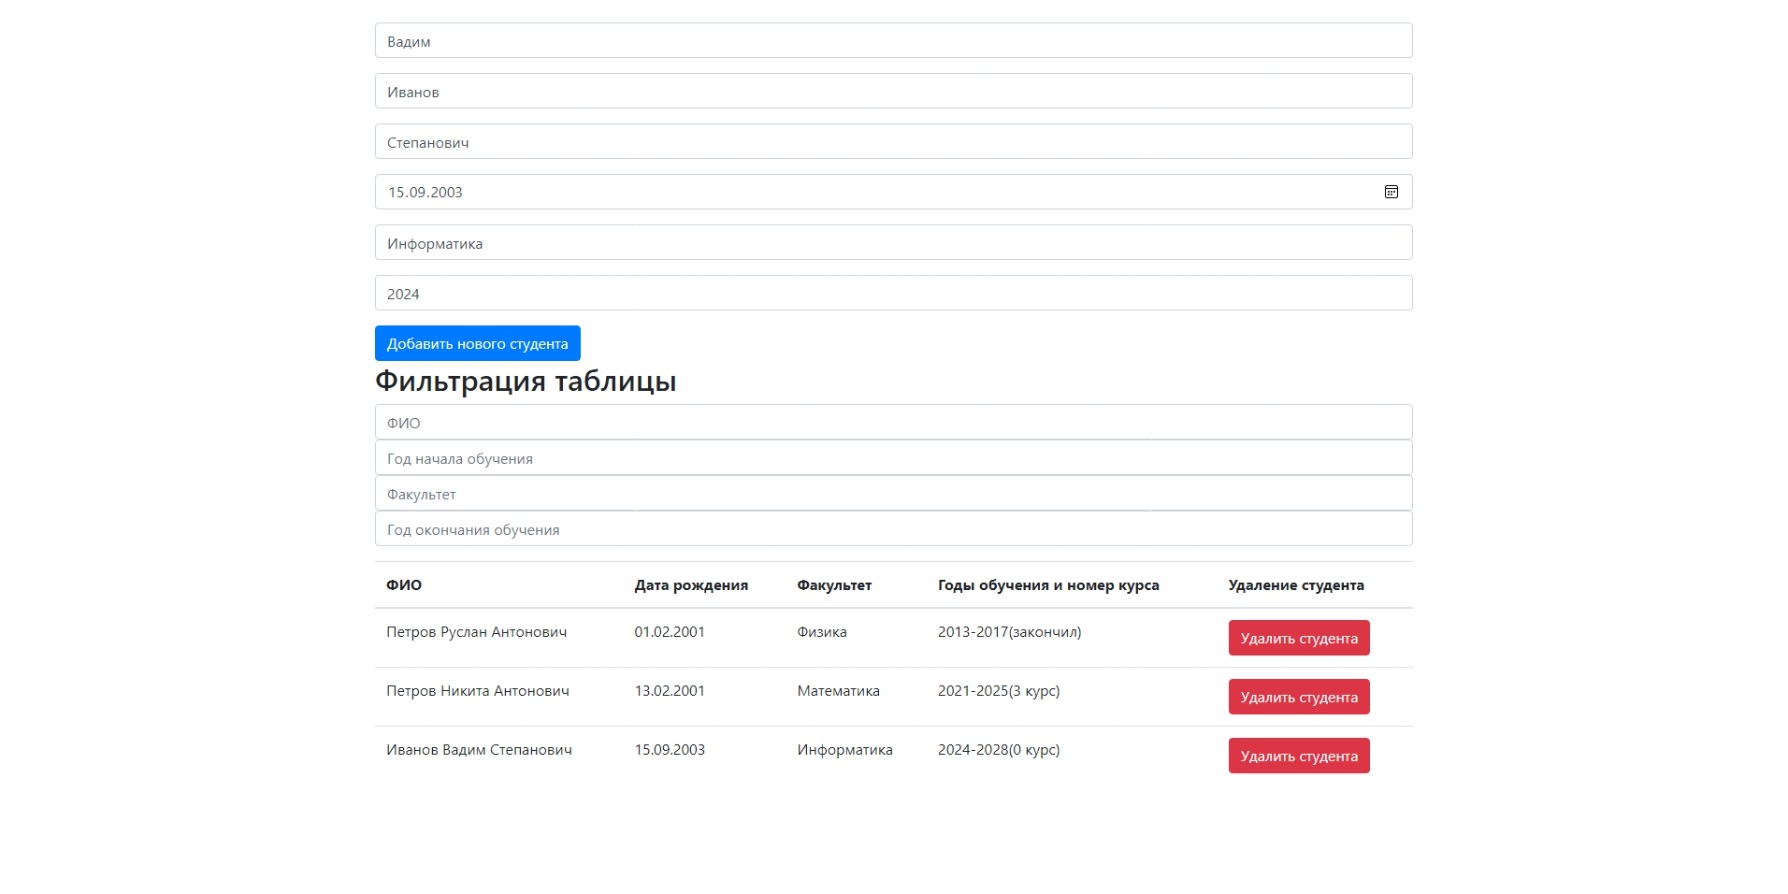 Вадим
Иванов
Степанович
15.09.2003
Информатика
2024
Добавить нового студента
Фильтрация таблицы
ФИО
Год начала обучения
Факультет
Год окончания обучения
ФИО Дата рождения Факультет Годы обучения и номер курса Удаление студента
Петров Руслан Антонович 01.02.2001 Физика 2013-2017(закончил) Удалить студента
Петров Никита Антонович 13.02.2001 Математика 2021-2025(3 курс) Удалить студента
Иванов Вадим Степанович 15.09.2003 Информатика 2024-2028(0 курс) Удалить студента